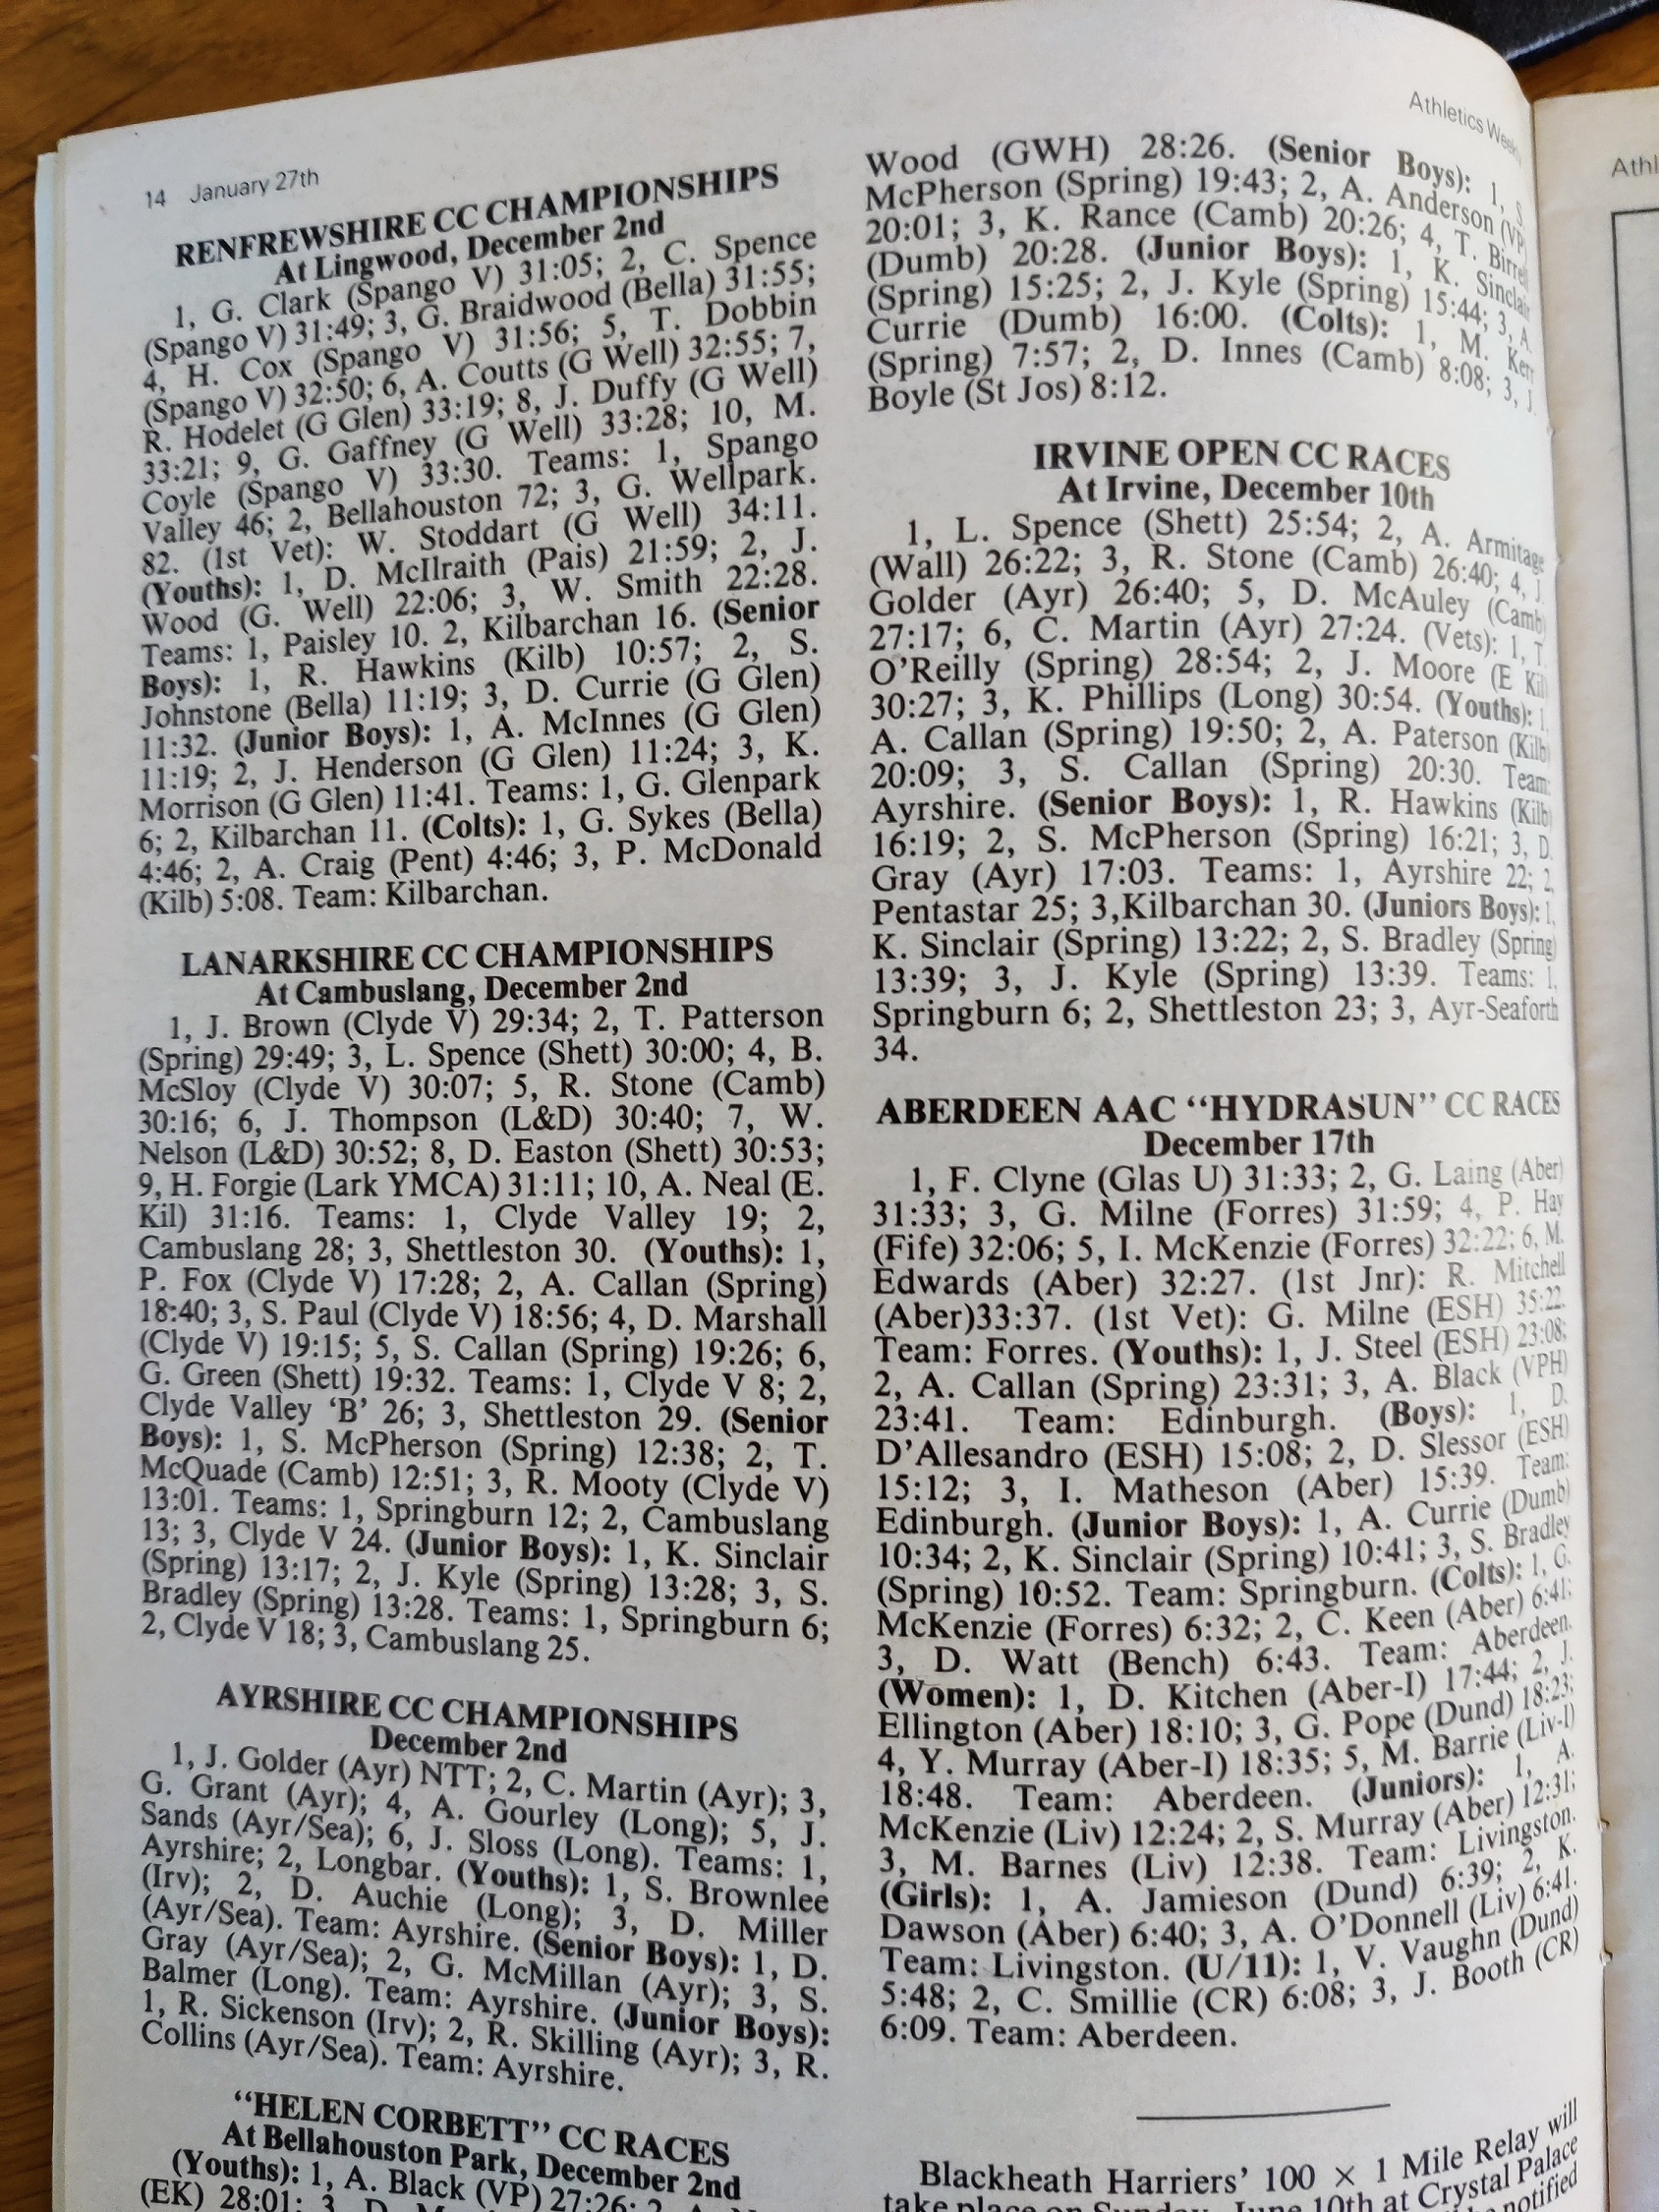 14 January 27th
RENFREWSHIRE CC CHAMPIONSHIPS
At Lingwood, December 2nd
1, G. Clark (Spango V) 31:05; 2, C. Spence
(Spango V) 31:49; 3, G. Braidwood (Bella) 31:55;
4, H. Cox (Spango V) 31:56; 5, T. Dobbin
(Spango V) 32:50; 6, A. Coutts (G Well) 32:55; 7,
R. Hodelet (G Glen) 33:19; 8, J. Duffy (G Well)
33:21; 9, G. Gaffney (G Well) 33:28; 10, M.
Coyle (Spango V) 33:30. Teams: 1, Spango
Valley 46; 2, Bellahouston 72; 3, G. Wellpark.
82. (1st Vet): W. Stoddart (G Well) 34:11.
(Youths): 1, D. McIlraith (Pais) 21:59; 2, J.
Wood (G. Well) 22:06; 3, W. Smith 22:28.
Teams: 1, Paisley 10. 2, Kilbarchan 16. (Senior
Boys): 1, R. Hawkins (Kilb) 10:57; 2, S.
Johnstone (Bella) 11:19; 3, D. Currie (G Glen)
11:32. (Junior Boys): 1, A. McInnes (G Glen)
11:19; 2, J. Henderson (G Glen) 11:24; 3, K.
Morrison (G Glen) 11:41. Teams: 1, G. Glenpark
6; 2, Kilbarchan 11. (Colts): 1, G. Sykes (Bella)
4:46; 2, A. Craig (Pent) 4:46; 3, P. McDonald
(Kilb) 5:08. Team: Kilbarchan.
LANARKSHIRE CC CHAMPIONSHIPS
At Cambuslang, December 2nd
1, J. Brown (Clyde V) 29:34; 2, T. Patterson
(Spring) 29:49; 3, L. Spence (Shett) 30:00; 4, B.
McSloy (Clyde V) 30:07; 5, R. Stone (Camb)
30:16; 6, J. Thompson (L&D) 30:40; 7, W.
Nelson (L&D) 30:52; 8, D. Easton (Shett) 30:53;
9, H. Forgie (Lark YMCA) 31:11; 10, A. Neal (E.
Kil) 31:16. Teams: 1, Clyde Valley 19; 2,
Cambuslang 28; 3, Shettleston 30. (Youths): 1,
P. Fox (Clyde V) 17:28; 2, A. Callan (Spring)
18:40; 3, S. Paul (Clyde V) 18:56; 4, D. Marshall
(Clyde V) 19:15; 5, S. Callan (Spring) 19:26; 6,
G. Green (Shett) 19:32. Teams: 1, Clyde V 8; 2,
Clyde Valley ‘B’ 26; 3, Shettleston 29. (Senior
Boys): 1, S. McPherson (Spring) 12:38; 2, T.
McQuade (Camb) 12:51; 3, R. Mooty (Clyde V)
13:01. Teams: 1, Springburn 12; 2, Cambuslang
13; 3, Clyde V 24. (Junior Boys): 1, K. Sinclair
(Spring) 13:17; 2, J. Kyle (Spring) 13:28; 3, S.
Bradley (Spring) 13:28. Teams: 1, Springburn 6;
2, Clyde V 18; 3, Cambuslang 25.
AYRSHIRE CC CHAMPIONSHIPS
December 2nd
1, J. Golder (Ayr) NTT; 2, C. Martin (Ayr); 3,
G. Grant (Ayr); 4, A. Gourley (Long); 5, J.
Sands (Ayr/Sea); 6, J. Sloss (Long). Teams: 1,
Ayrshire; 2, Longbar. (Youths): 1, S. Brownlee
(Irv); 2, D. Auchie (Long); 3, D. Miller
(Ayr/Sea). Team: Ayrshire. (Senior Boys): 1, D.
Gray (Ayr/Sea); 2, G. McMillan (Ayr); 3, S.
Balmer (Long). Team: Ayrshire. (Junior Boys):
1, R. Sickenson (Irv); 2, R. Skilling (Ayr); 3, R.
Collins (Ayr/Sea). Team: Ayrshire.
“HELEN CORBETT” CC RACES
At Bellahouston Park, December 2nd
(Youths): 1, A. Black (VP) 27:26; 2,
(EK) 28:01; 3, D.
Athletics Weekly
Wood (GWH) 28:26. (Senior Boys): 1, S.
McPherson (Spring) 19:43; 2, A. Anderson (VP)
20:01; 3, K. Rance (Camb) 20:26; 4, T. Birrell
(Dumb) 20:28. (Junior Boys): 1, K. Sinclair
(Spring) 15:25; 2, J. Kyle (Spring) 15:44; 3, A.
Currie (Dumb) 16:00. (Colts): 1, M. Kerr
(Spring) 7:57; 2, D. Innes (Camb) 8:08; 3, J.
Boyle (St Jos) 8:12.
IRVINE OPEN CC RACES
At Irvine, December 10th
1, L. Spence (Shett) 25:54; 2, A. Armitage
(Wall) 26:22; 3, R. Stone (Camb) 26:40; 4, J.
Golder (Ayr) 26:40; 5, D. McAuley (Camb)
27:17; 6, C. Martin (Ayr) 27:24. (Vets): 1, T.
O’Reilly (Spring) 28:54; 2, J. Moore (E Kil)
30:27; 3, K. Phillips (Long) 30:54. (Youths): 1,
A. Callan (Spring) 19:50; 2, A. Paterson (Kilb)
20:09; 3, S. Callan (Spring) 20:30. Team:
Ayrshire. (Senior Boys): 1, R. Hawkins (Kilb)
16:19; 2, S. McPherson (Spring) 16:21; 3, D.
Gray (Ayr) 17:03. Teams: 1, Ayrshire 22; 2,
Pentastar 25; 3,Kilbarchan 30. (Juniors Boys): 1,
K. Sinclair (Spring) 13:22; 2, S. Bradley (Spring)
13:39; 3, J. Kyle (Spring) 13:39. Teams: 1,
Springburn 6; 2, Shettleston 23; 3, Ayr-Seaforth
34.
ABERDEEN AAC “HYDRASUN” CC RACES
December 17th
1, F. Clyne (Glas U) 31:33; 2, G. Laing (Aber)
31:33; 3, G. Milne (Forres) 31:59; 4, P. Hay
(Fife) 32:06; 5, I. McKenzie (Forres) 32:22; 6, M.
Edwards (Aber) 32:27. (1st Jnr): R. Mitchell
(Aber)33:37. (1st Vet): G. Milne (ESH) 35:22.
Team: Forres. (Youths): 1, J. Steel (ESH) 23:08;
2, A. Callan (Spring) 23:31; 3, A. Black (VPH)
23:41. Team: Edinburgh. (Boys): 1, D.
D’Allesandro (ESH) 15:08; 2, D. Slessor (ESH)
15:12; 3, I. Matheson (Aber) 15:39. Team:
Edinburgh. (Junior Boys): 1, A. Currie (Dumb)
10:34; 2, K. Sinclair (Spring) 10:41; 3, S. Bradley
(Spring) 10:52. Team: Springburn. (Colts): 1, G.
McKenzie (Forres) 6:32; 2, C. Keen (Aber) 6:41;
3, D. Watt (Bench) 6:43. Team: Aberdeen.
(Women): 1, D. Kitchen (Aber-I) 17:44; 2, J.
Ellington (Aber) 18:10; 3, G. Pope (Dund) 18:23;
4, Y. Murray (Aber-I) 18:35; 5, M. Barrie (Liv-I)
18:48. Team: Aberdeen. (Juniors): 1, A.
McKenzie (Liv) 12:24; 2, S. Murray (Aber) 12:31;
3, M. Barnes (Liv) 12:38. Team: Livingston.
(Girls): 1, A. Jamieson (Dund) 6:39; 2, K.
Dawson (Aber) 6:40; 3, A. O’Donnell (Liv) 6:41.
Team: Livingston. (U/11): 1, V. Vaughn (Dund)
5:48; 2, C. Smillie (CR) 6:08; 3, J. Booth (CR)
6:09. Team: Aberdeen.
Blackheath Harriers’ 100 × 1 Mile Relay will
take place on Sunday, June 10th at Crystal Palace
notified
Athl